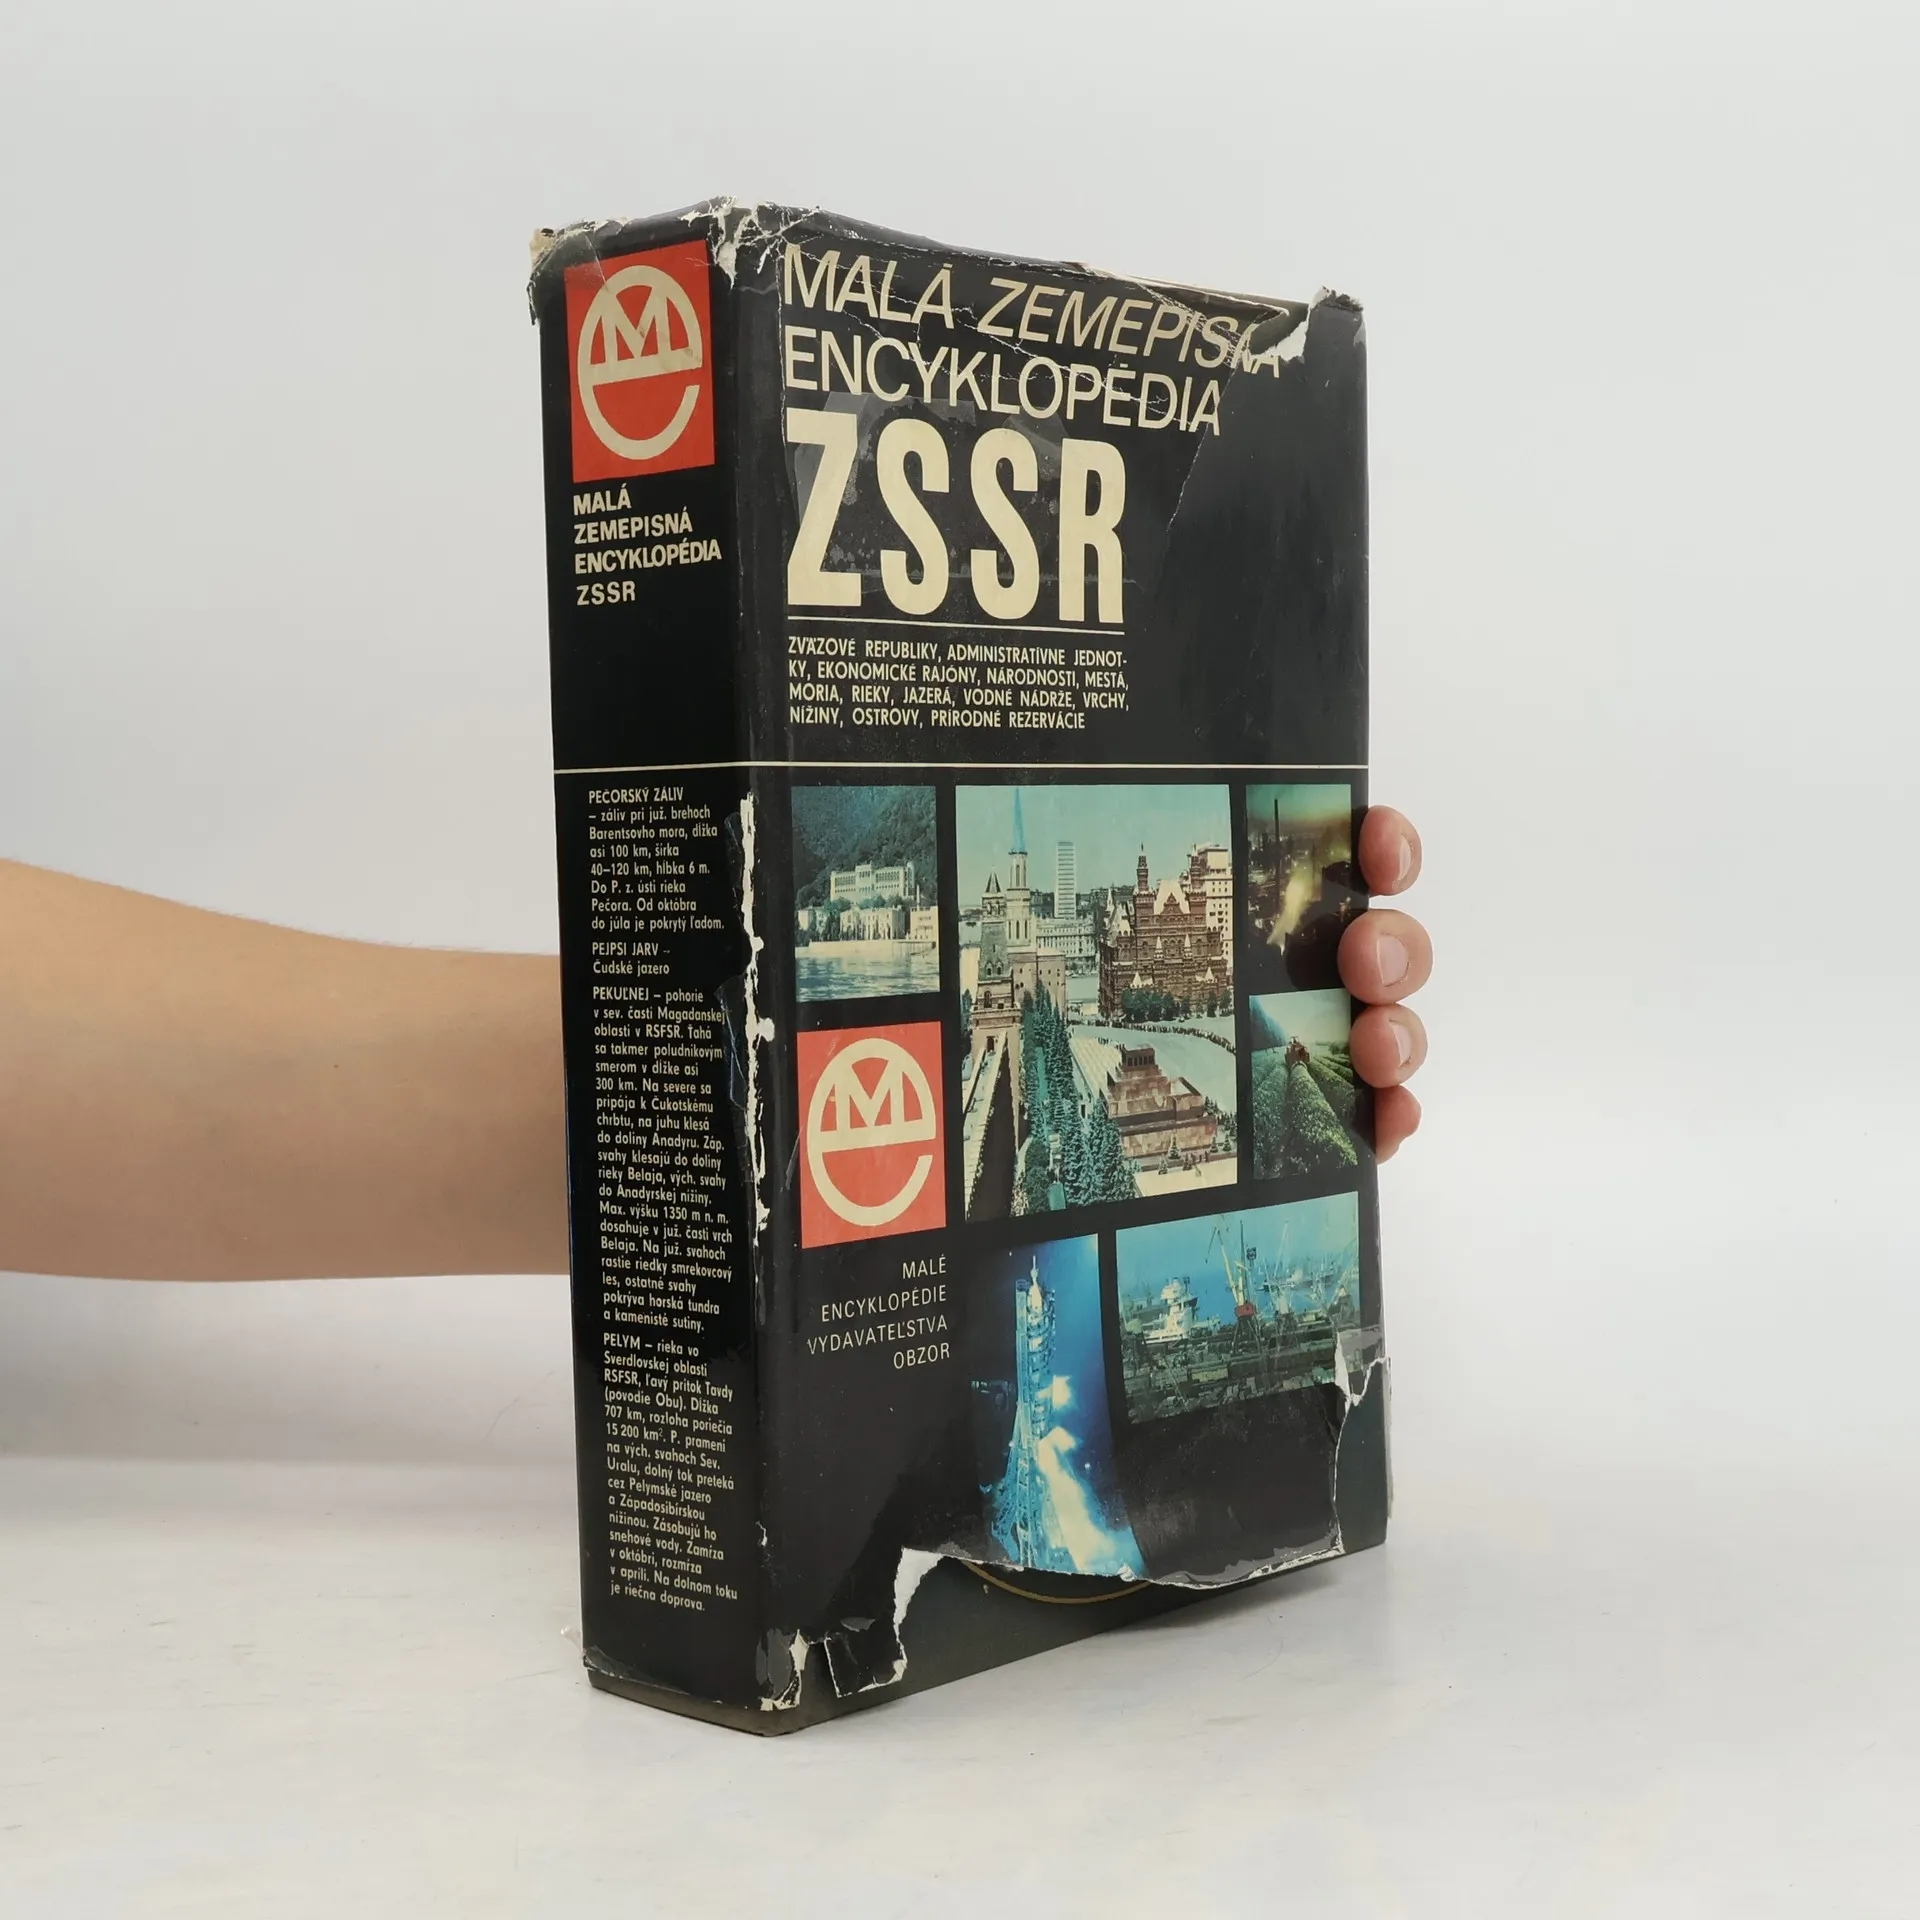 MALÁ
ZEMEPISNÁ
ENCYKLOPÉDIA
ZSSR
PEČORSKÝ ZÁLIV
– záliv pri juž. brehoch
Barentsovho mora, dĺžka
asi 100 km, šírka
40–120 km, hĺbka 6 m.
Do P. z. ústi rieka
Pečora. Od októbra
do júla je pokrytý ľadom.
PEJPSI JARV –
Čudské jazero
PEKUĽNEJ – pohorie
v sev. časti Magadanskej
oblasti v RSFSR. Ťahá
sa takmer poludníkovým
smerom v dĺžke asi
300 km. Na severe sa
pripája k Čukotskému
chrbtu, na juhu klesá
do doliny Anadyru. Záp.
svahy klesajú do doliny
rieky Belaja, vých. svahy
do Anadyrskej nížiny.
Max. výšku 1350 m n. m.
dosahuje v juž. časti vrch
Belaja. Na juž. svahoch
rastie riedky smrekovcový
les, ostatné svahy
pokrýva horská tundra
a kamenisté sutiny.
PELYM – rieka vo
Sverdlovskej oblasti
RSFSR, ľavý prítok Tavdy
(povodie Obu). Dĺžka
707 km, rozloha poriečia
15 200 km². P. pramení
na vých. svahoch Sev.
Uralu, dolný tok preteká
cez Pelymské jazero
a Západosibírskou
nížinou. Zásobujú ho
snehové vody. Zamŕza
v októbri, rozmŕza
v apríli. Na dolnom toku
je riečna doprava.
MALÁ ZEMEPISNÁ
ENCYKLOPÉDIA
ZSSR
ZVÄZOVÉ REPUBLIKY, ADMINISTRATÍVNE JEDNOT-
KY, EKONOMICKÉ RAJÓNY, NÁRODNOSTI, MESTÁ,
MORIA, RIEKY, JAZERÁ, VODNÉ NÁDRŽE, VRCHY,
NÍŽINY, OSTROVY, PRÍRODNÉ REZERVÁCIE
MALÉ
ENCYKLOPÉDIE
VYDAVATEĽSTVA
OBZOR